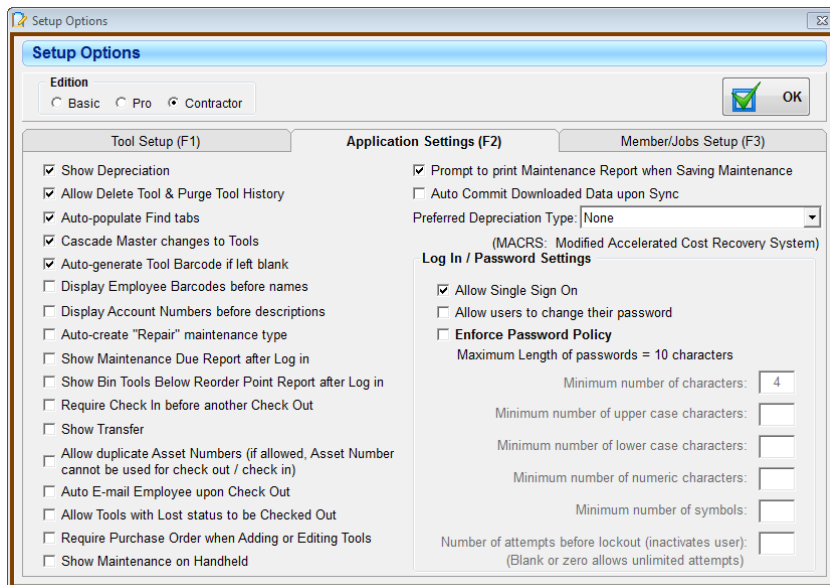 Setup Options
Setup Options
Edition
Basic Pro Contractor
OK
Tool Setup (F1) Application Settings (F2) Member/Jobs Setup (F3)
Show Depreciation
Allow Delete Tool & Purge Tool History
Auto-populate Find tabs
Cascade Master changes to Tools
Auto-generate Tool Barcode if left blank
Display Employee Barcodes before names
Display Account Numbers before descriptions
Auto-create "Repair" maintenance type
Show Maintenance Due Report after Log in
Show Bin Tools Below Reorder Point Report after Log in
Require Check In before another Check Out
Show Transfer
Allow duplicate Asset Numbers (if allowed, Asset Number
cannot be used for check out / check in)
Auto E-mail Employee upon Check Out
Allow Tools with Lost status to be Checked Out
Require Purchase Order when Adding or Editing Tools
Show Maintenance on Handheld
Prompt to print Maintenance Report when Saving Maintenance
Auto Commit Downloaded Data upon Sync
Preferred Depreciation Type: None
(MACRS: Modified Accelerated Cost Recovery System)
Log In / Password Settings
Allow Single Sign On
Allow users to change their password
Enforce Password Policy
Maximum Length of passwords = 10 characters
Minimum number of characters: 4
Minimum number of upper case characters:
Minimum number of lower case characters:
Minimum number of numeric characters:
Minimum number of symbols:
Number of attempts before lockout (inactivates user):
(Blank or zero allows unlimited attempts)